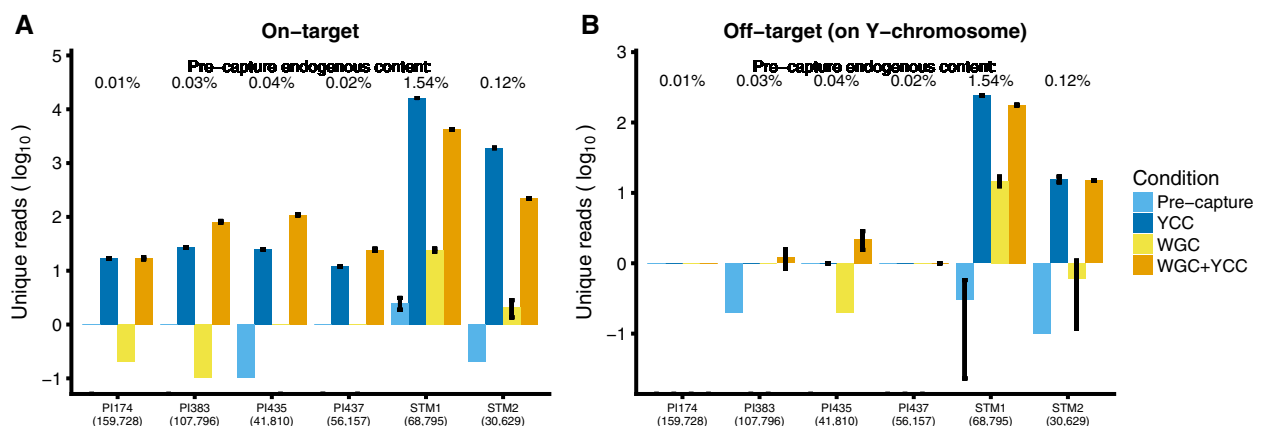 A
On−target
Pre−capture endogenous content:
0.01% 0.03% 0.04% 0.02% 1.54% 0.12%
Unique reads ( log10 )
5
4
3
2
1
0
−1
PI174 PI383 PI435 PI437 STM1 STM2
(159,728) (107,796) (41,810) (56,157) (68,795) (30,629)
B
Off−target (on Y−chromosome)
Pre−capture endogenous content:
0.01% 0.03% 0.04% 0.02% 1.54% 0.12%
Unique reads ( log10 )
3
2
1
0
−1
PI174 PI383 PI435 PI437 STM1 STM2
(159,728) (107,796) (41,810) (56,157) (68,795) (30,629)
Condition
Pre−capture
YCC
WGC
WGC+YCC